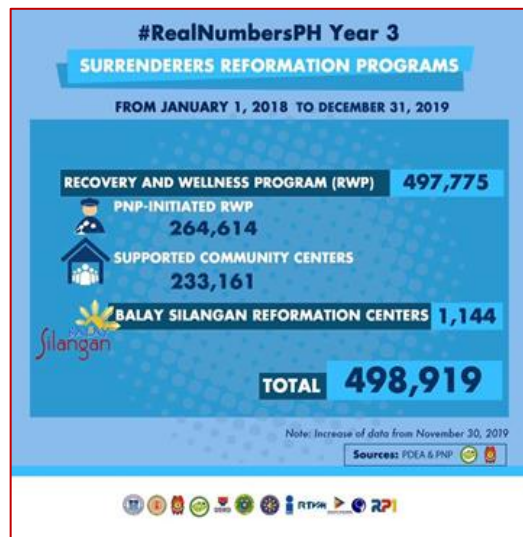 #RealNumbersPH Year 3
SURRENDERERS REFORMATION PROGRAMS
FROM JANUARY 1, 2018 TO DECEMBER 31, 2019
RECOVERY AND WELLNESS PROGRAM (RWP) 497,775
PNP-INITIATED RWP
264,614
SUPPORTED COMMUNITY CENTERS
233,161
BALAY
Silangan
BALAY SILANGAN REFORMATION CENTERS 1,144
TOTAL 498,919
Note: Increase of data from November 30, 2019
Sources: PDEA & PNP
RTVM
RPI